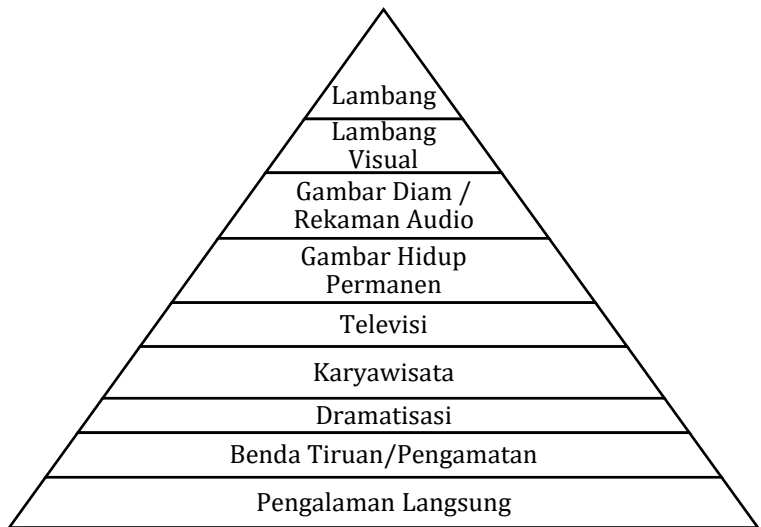 Lambang
Lambang
Visual
Gambar Diam /
Rekaman Audio
Gambar Hidup
Permanen
Televisi
Karyawisata
Dramatisasi
Benda Tiruan/Pengamatan
Pengalaman Langsung